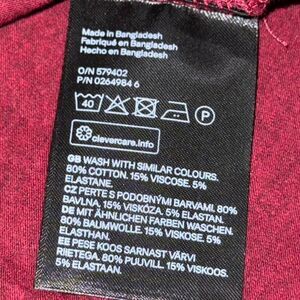 Made in Bangladesh
Fabriqué en Bangladesh
Hecho en Bangladesh
O/N 579402
P/N 0264984 6
40 P
clevercare.info
GB WASH WITH SIMILAR COLOURS.
80% COTTON. 15% VISCOSE. 5%
ELASTANE.
CZ PERTE S PODOBNÝMI BARVAMI. 80%
BAVLNA, 15% VISKÓZA. 5% ELASTAN.
DE MIT ÄHNLICHEN FARBEN WASCHEN.
80% BAUMWOLLE. 15% VISKOSE. 5%
ELASTHAN.
EE PESE KOOS SARNAST VÄRVI
RIIETEGA. 80% PUUVILL. 15% VISKOOS.
5% ELASTAAN.